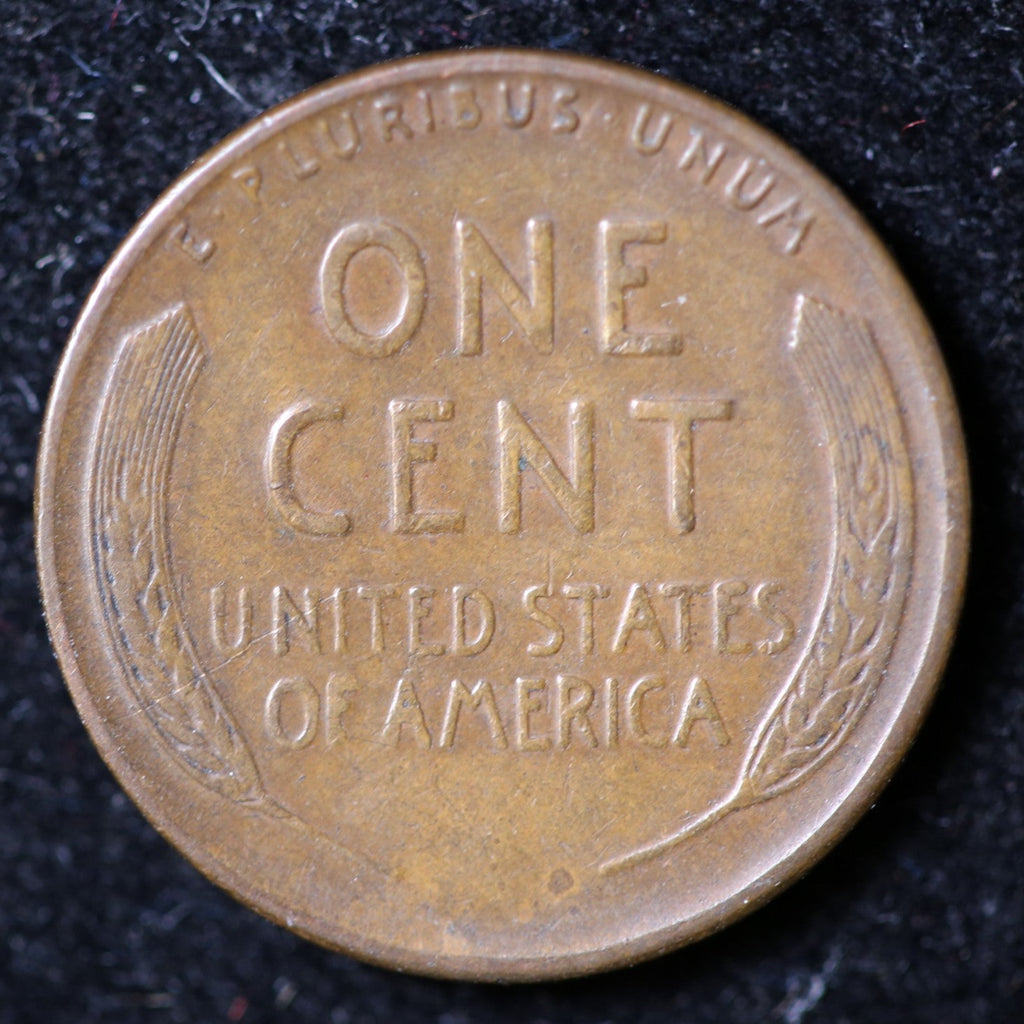 E · PLURIBUS · UNUM
ONE
CENT
UNITED STATES
OF AMERICA